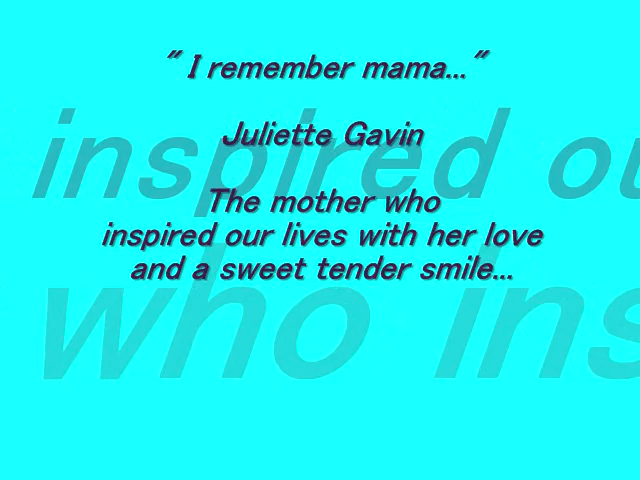 " I remember mama..."
Juliette Gavin
The mother who
inspired our lives with her love
and a sweet tender smile...
inspired ou
who ins